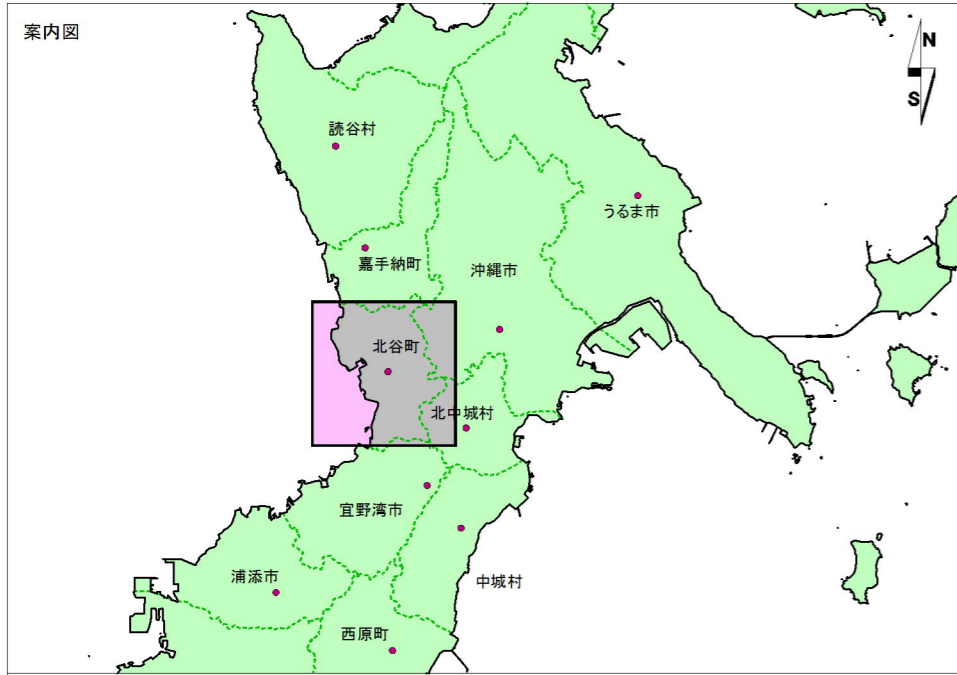 案内図
N
S
読谷村
うるま市
嘉手納町
沖縄市
北谷町
北中城村
宜野湾市
浦添市
中城村
西原町